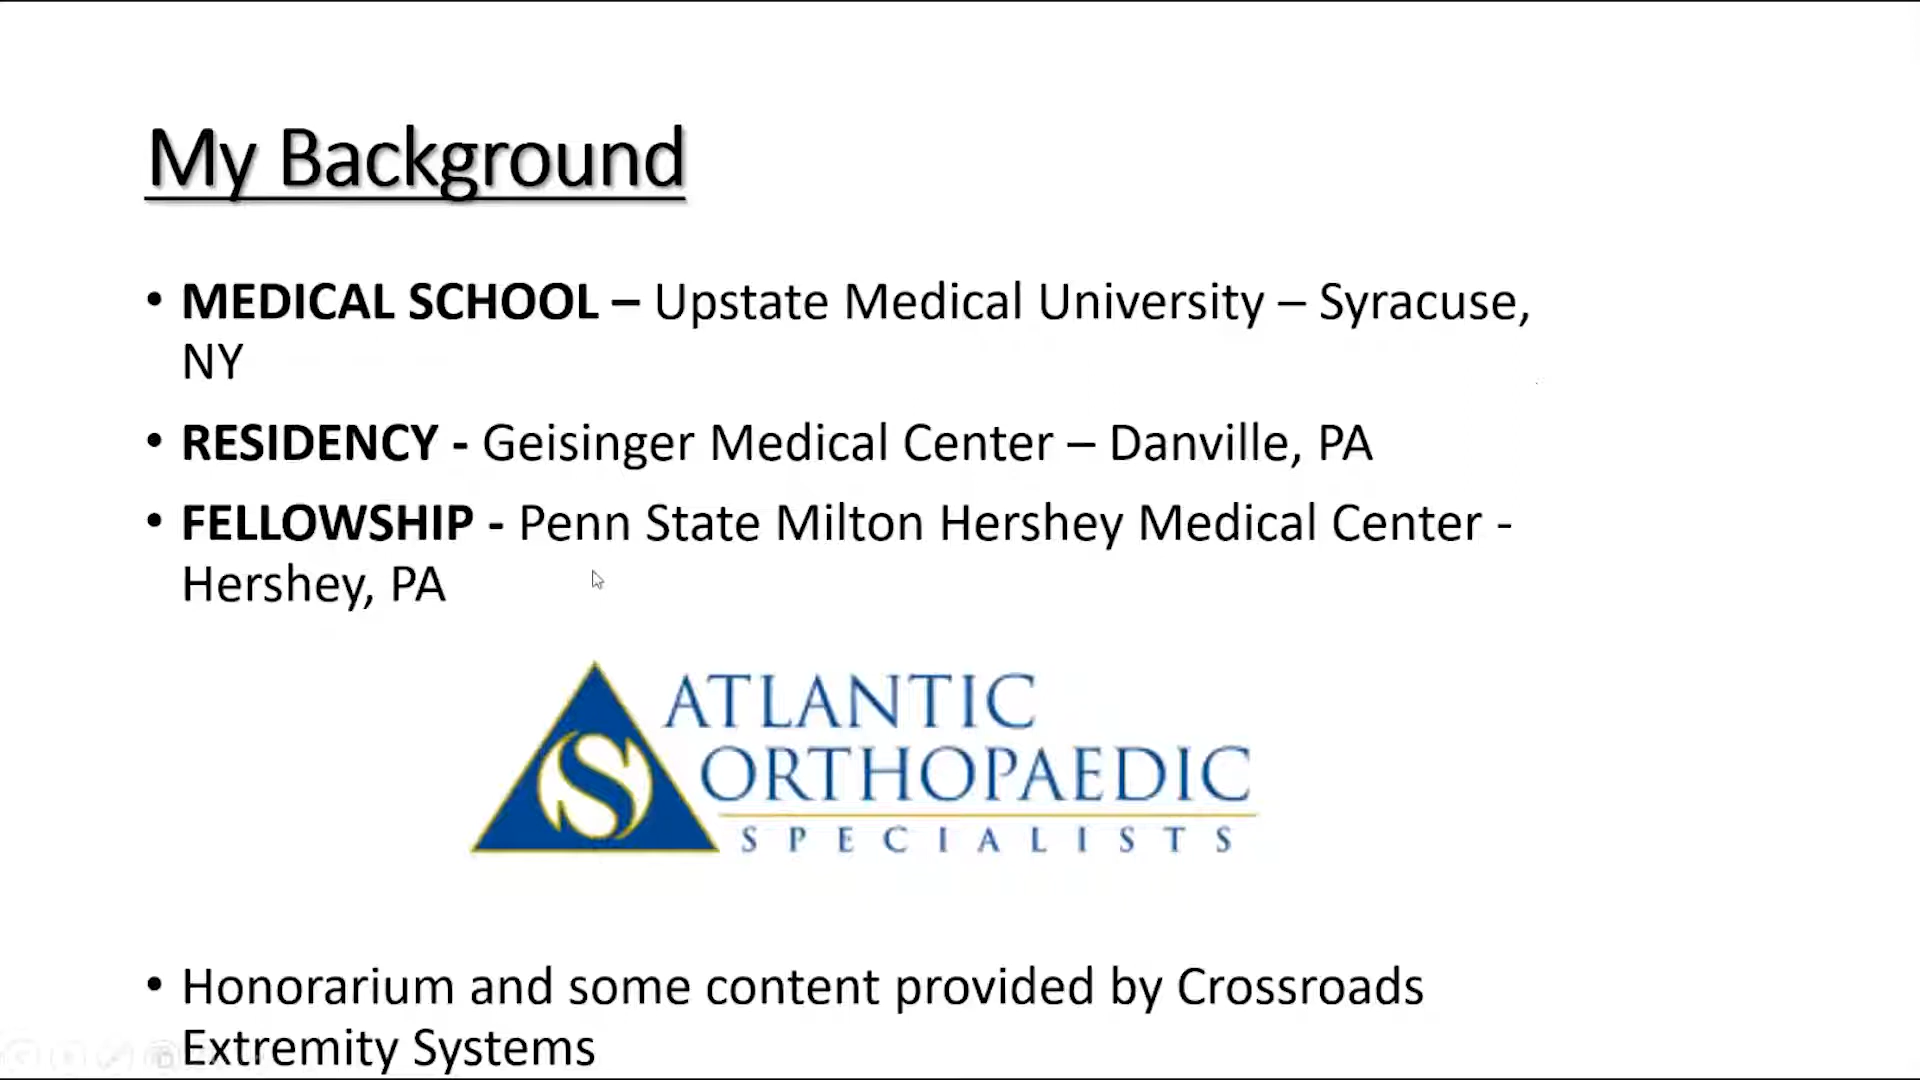 My Background
• MEDICAL SCHOOL – Upstate Medical University – Syracuse,
NY
• RESIDENCY - Geisinger Medical Center – Danville, PA
• FELLOWSHIP - Penn State Milton Hershey Medical Center -
Hershey, PA
S
ATLANTIC
ORTHOPAEDIC
SPECIALISTS
• Honorarium and some content provided by Crossroads
Extremity Systems